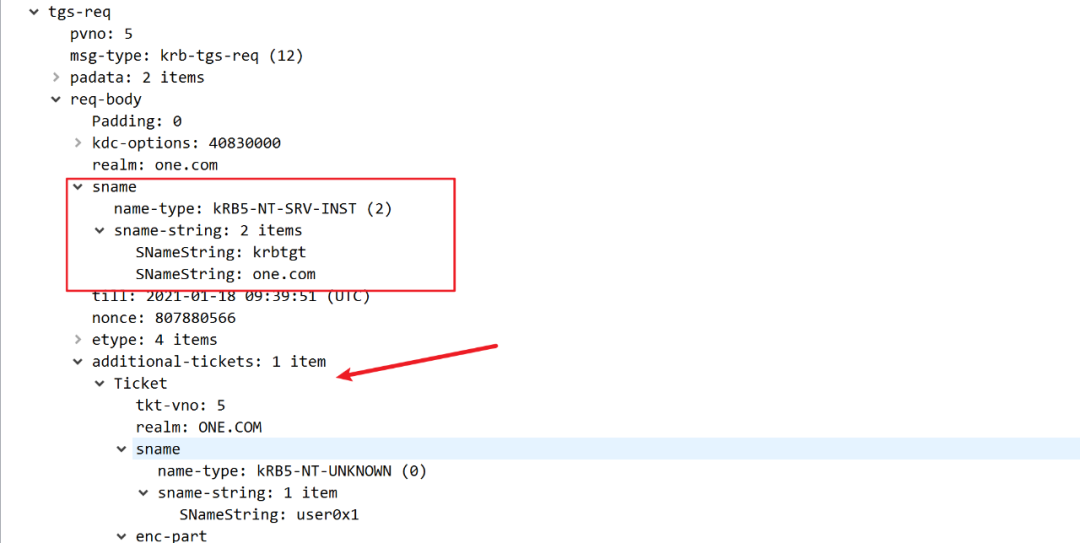 tgs-req
pvno: 5
msg-type: krb-tgs-req (12)
padata: 2 items
req-body
Padding: 0
kdc-options: 40830000
realm: one.com
sname
name-type: kRB5-NT-SRV-INST (2)
sname-string: 2 items
SNameString: krbtgt
SNameString: one.com
till: 2021-01-18 09:39:51 (UTC)
nonce: 807880566
etype: 4 items
additional-tickets: 1 item
Ticket
tkt-vno: 5
realm: ONE.COM
sname
name-type: kRB5-NT-UNKNOWN (0)
sname-string: 1 item
SNameString: user0x1
enc-part